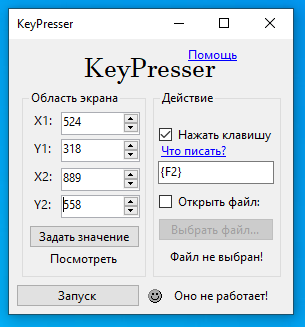 KeyPresser
Помощь
KeyPresser
Область экрана
X1: 524
Y1: 318
X2: 889
Y2: 558
Задать значение
Посмотреть
Действие
Нажать клавишу
Что писать?
{F2}
Открыть файл:
Выбрать файл...
Файл не выбран!
Запуск
Оно не работает!